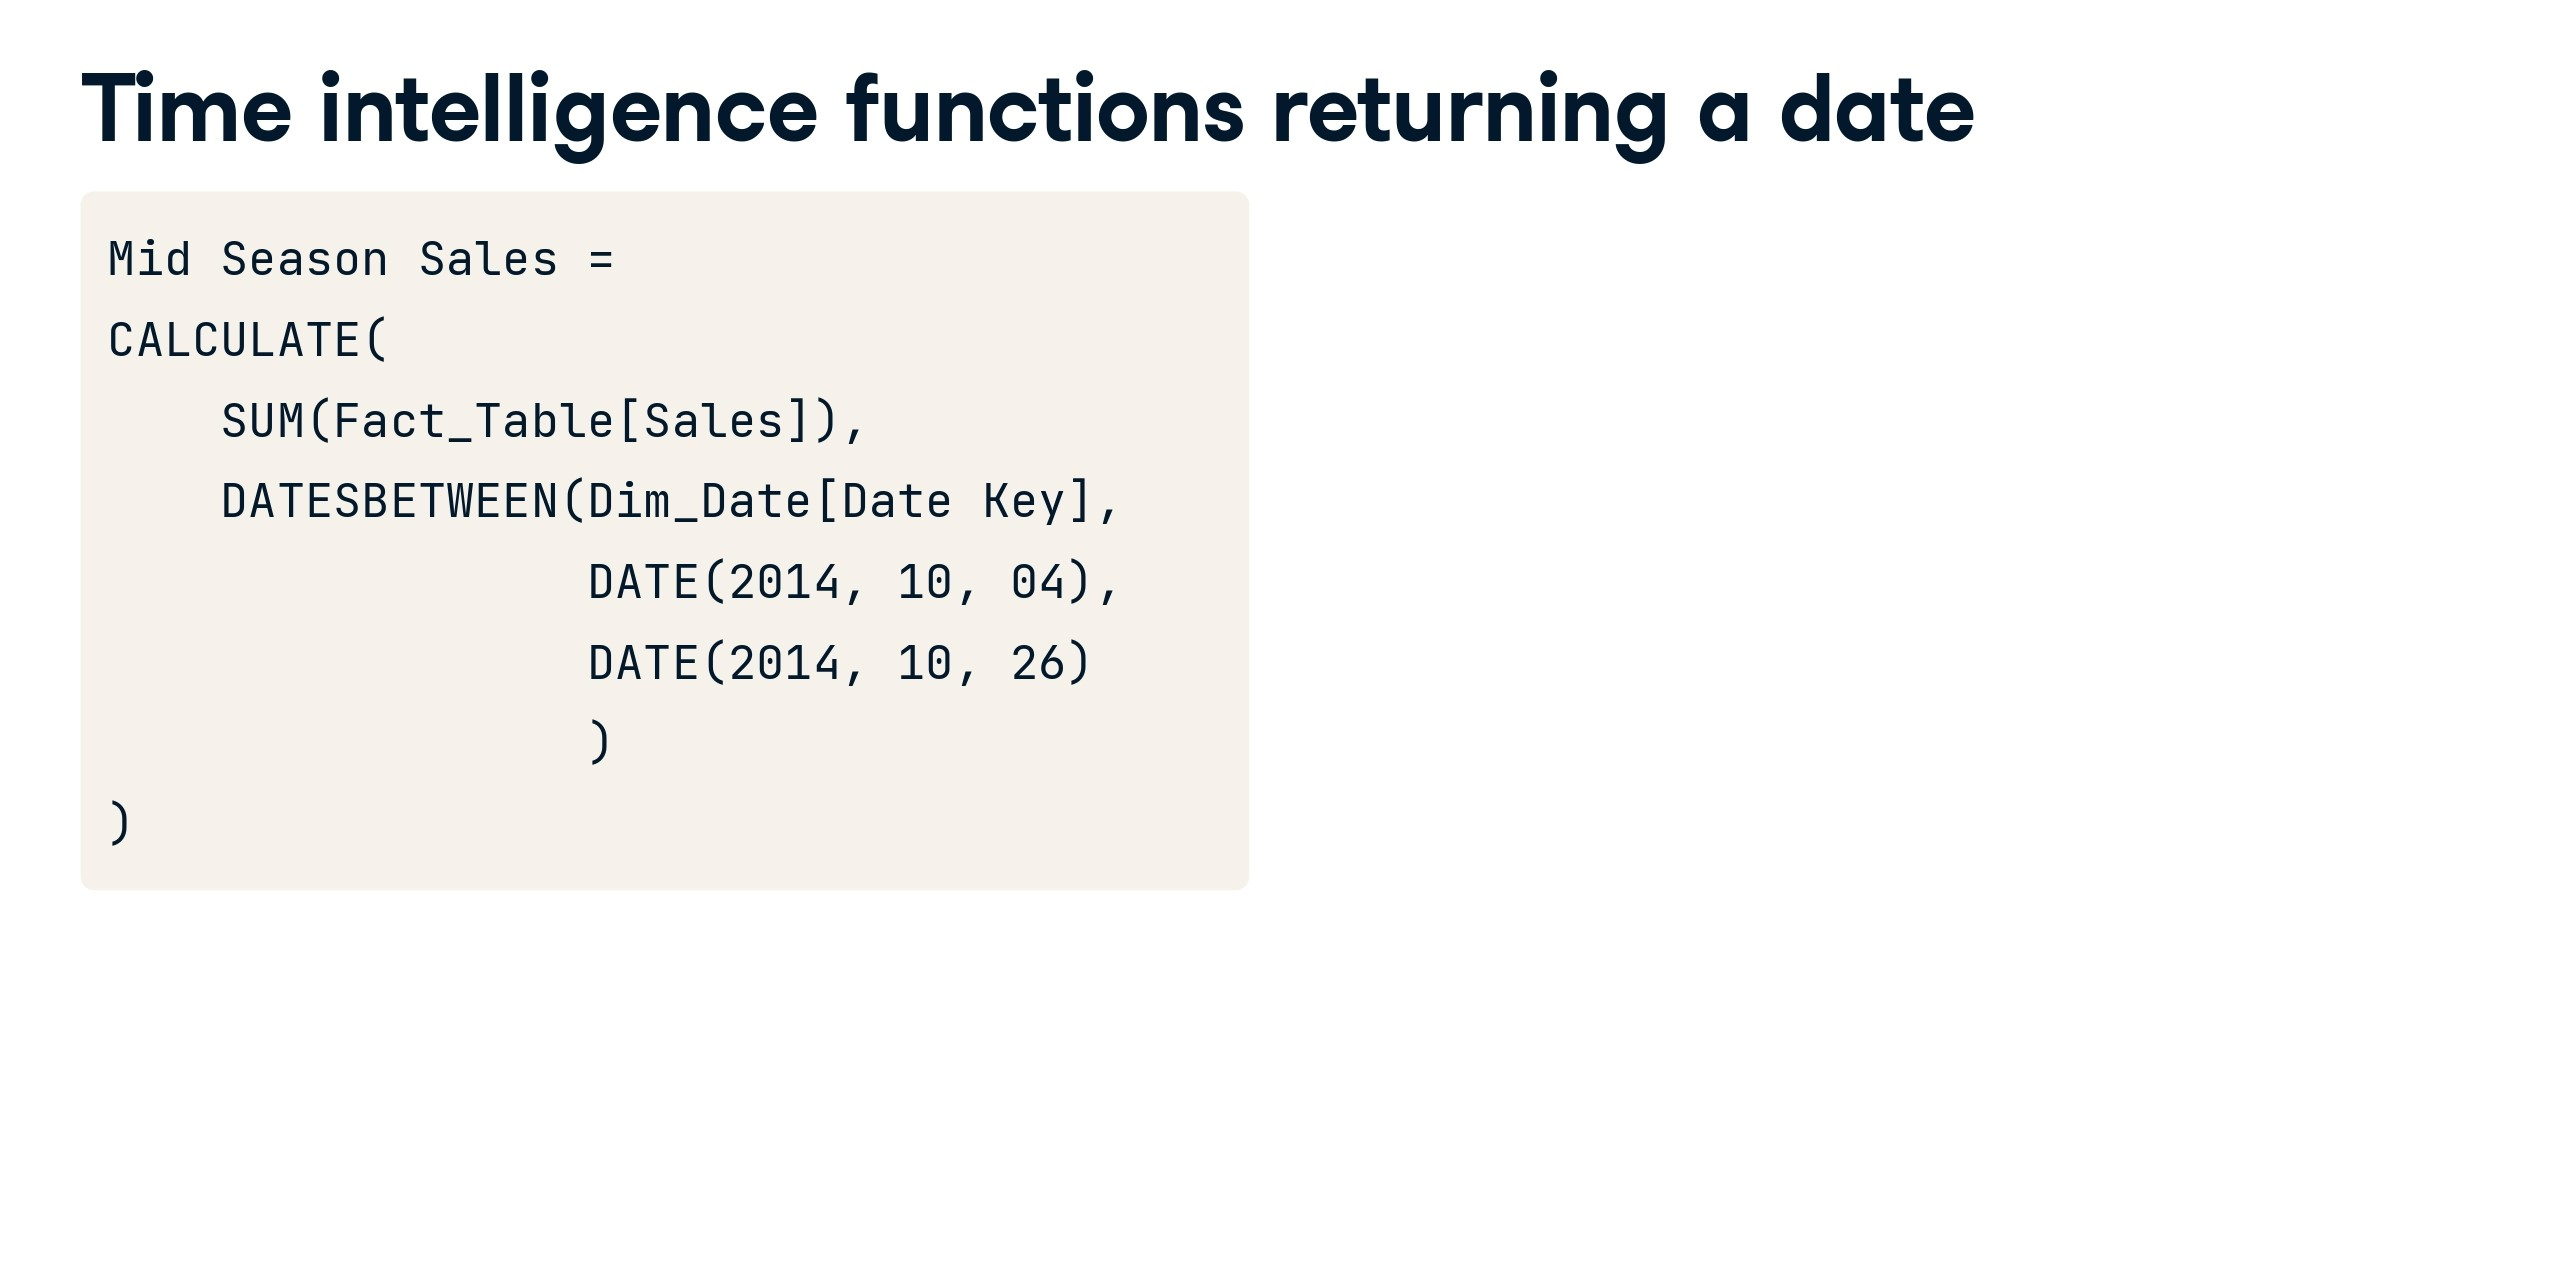 Time intelligence functions returning a date
Mid Season Sales =
CALCULATE(
    SUM(Fact_Table[Sales]),
    DATESBETWEEN(Dim_Date[Date Key],
                 DATE(2014, 10, 04),
                 DATE(2014, 10, 26)
                 )
)